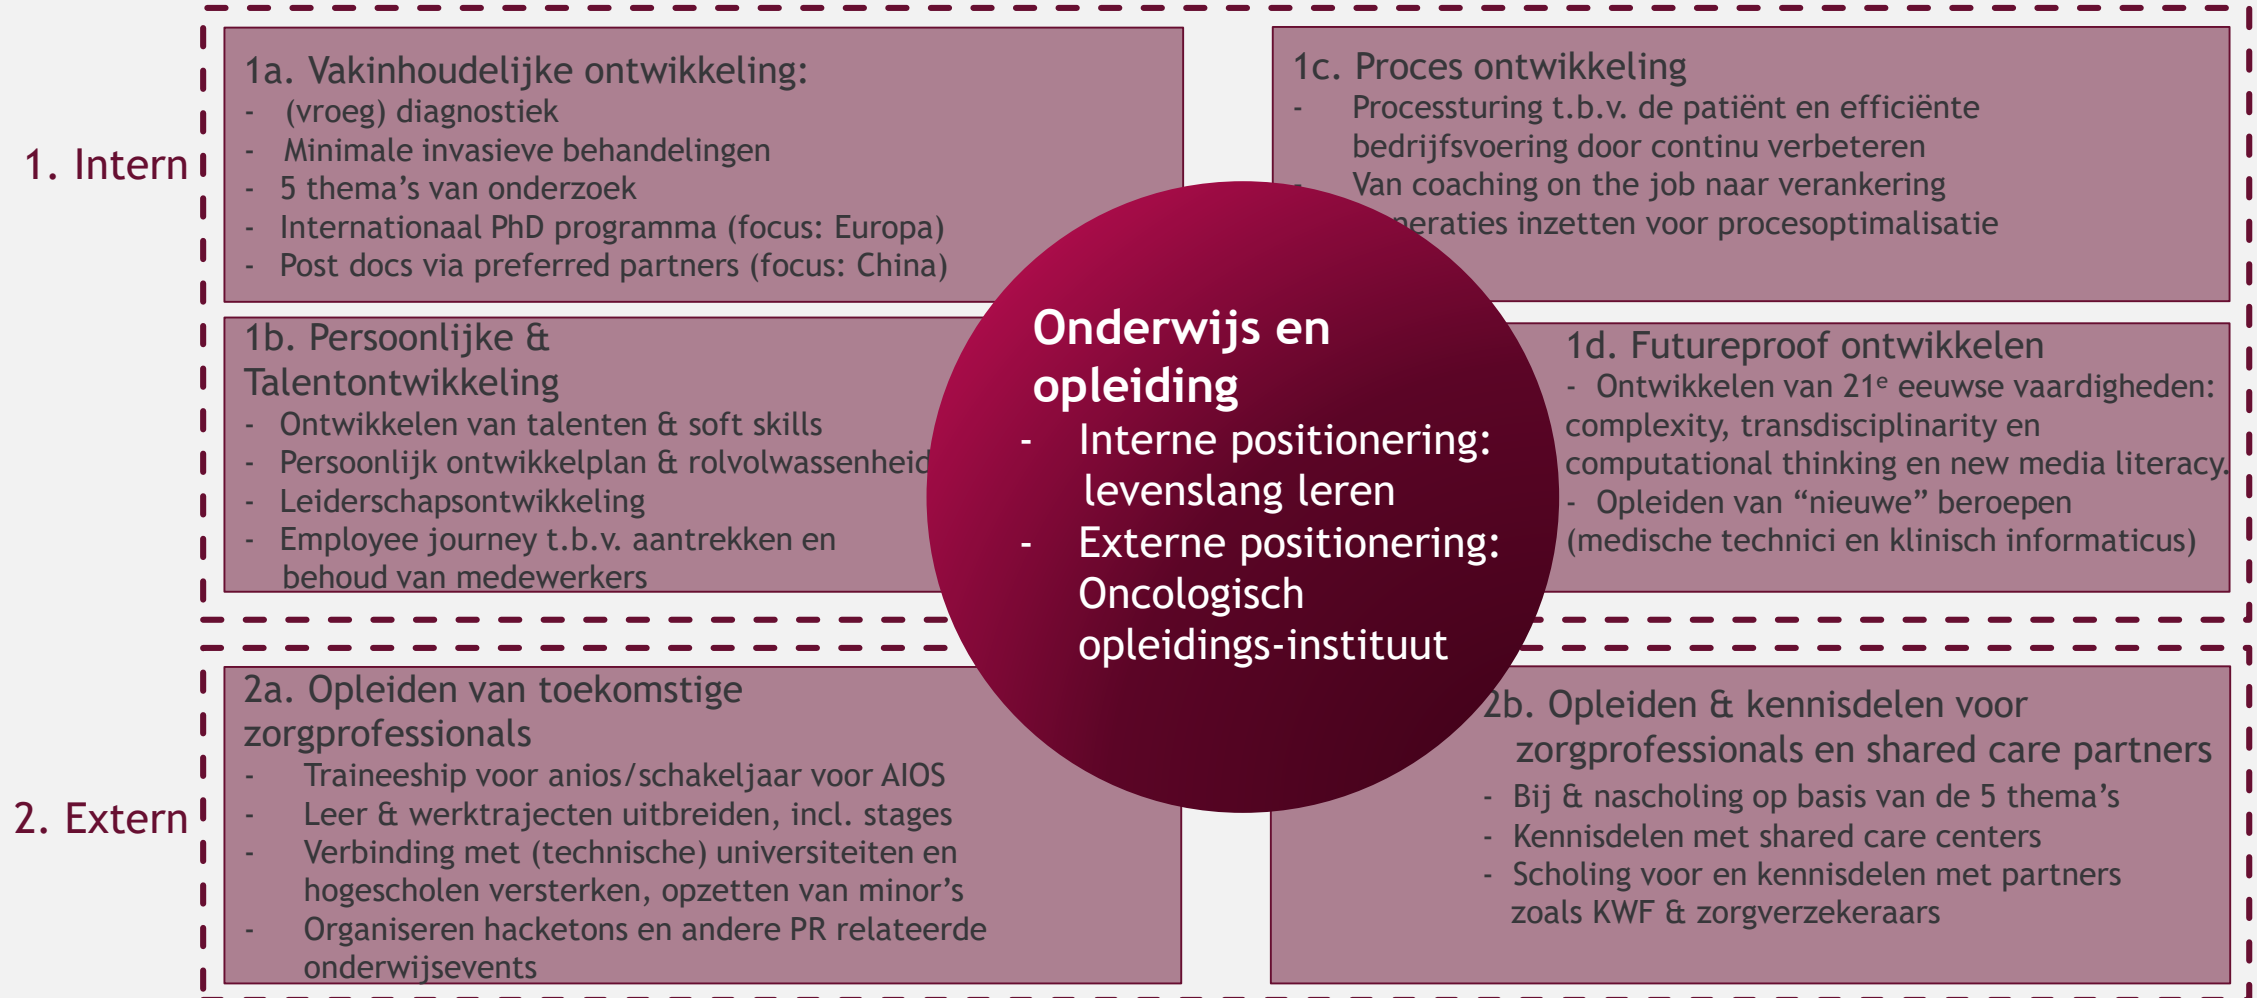 1. Intern
1a. Vakinhoudelijke ontwikkeling:
- (vroeg) diagnostiek
- Minimale invasieve behandelingen
- 5 thema’s van onderzoek
- Internationaal PhD programma (focus: Europa)
- Post docs via preferred partners (focus: China)
1b. Persoonlijke &
Talentontwikkeling
- Ontwikkelen van talenten & soft skills
- Persoonlijk ontwikkelplan & rolvolwassenheid
- Leiderschapsontwikkeling
- Employee journey t.b.v. aantrekken en
behoud van medewerkers
1c. Proces ontwikkeling
- Processturing t.b.v. de patiënt en efficiënte
bedrijfsvoering door continu verbeteren
- Van coaching on the job naar verankering
inzetten voor procesoptimalisatie
1d. Futureproof ontwikkelen
- Ontwikkelen van 21e eeuwse vaardigheden:
complexity, transdisciplinarity en
computational thinking en new media literacy.
- Opleiden van “nieuwe” beroepen
(medische technici en klinisch informaticus)
Onderwijs en
opleiding
- Interne positionering:
levenslang leren
- Externe positionering:
Oncologisch
opleidings-instituut
2. Extern
2a. Opleiden van toekomstige
zorgprofessionals
- Traineeship voor anios/schakeljaar voor AIOS
- Leer & werktrajecten uitbreiden, incl. stages
- Verbinding met (technische) universiteiten en
hogescholen versterken, opzetten van minor’s
- Organiseren hacketons en andere PR relateerde
onderwijsevents
2b. Opleiden & kennisdelen voor
zorgprofessionals en shared care partners
- Bij & nascholing op basis van de 5 thema’s
- Kennisdelen met shared care centers
- Scholing voor en kennisdelen met partners
zoals KWF & zorgverzekeraars